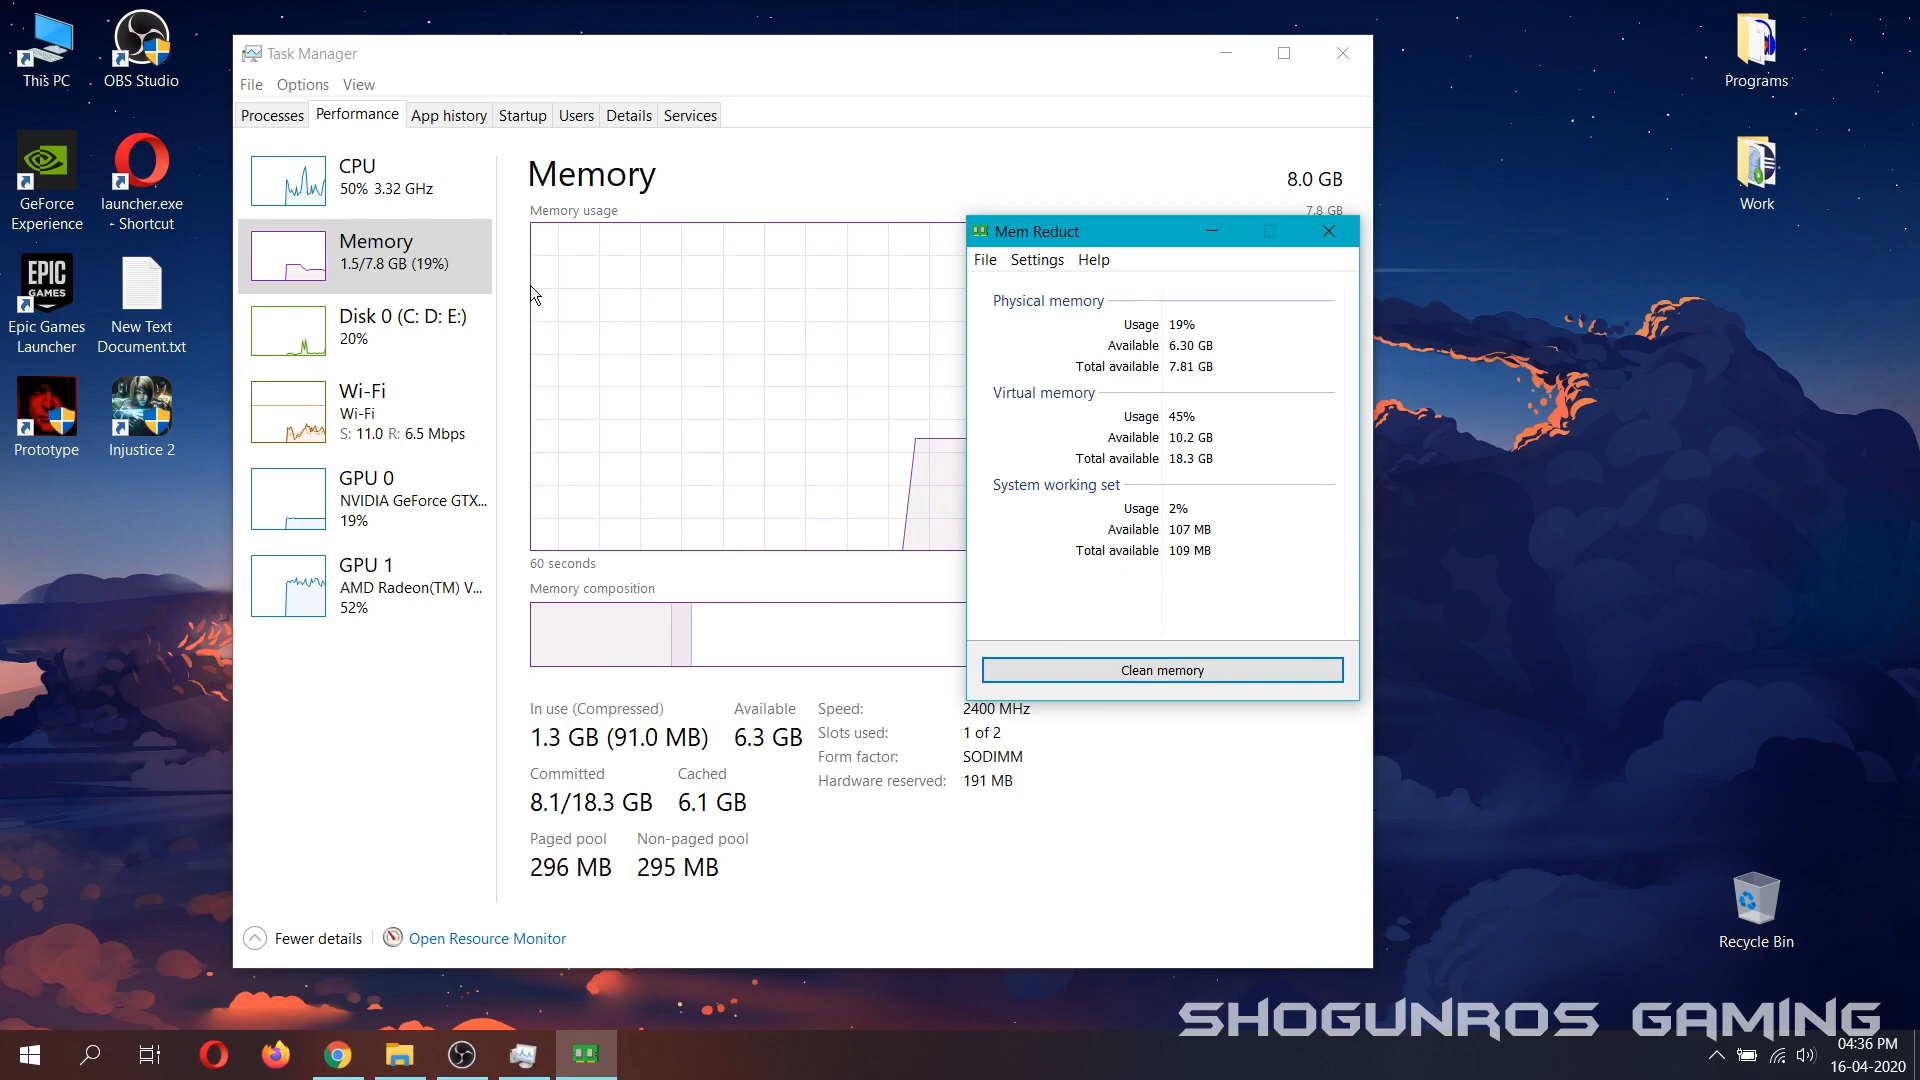 This PC
OBS Studio
GeForce
Experience
launcher.exe
- Shortcut
EPIC
GAMES
Epic Games
Launcher
New Text
Document.txt
Prototype
Injustice 2
Task Manager
File Options View
Processes Performance App history Startup Users Details Services
CPU
50% 3.32 GHz
Memory
1.5/7.8 GB (19%)
Disk 0 (C: D: E:)
20%
Wi-Fi
Wi-Fi
S: 11.0 R: 6.5 Mbps
GPU 0
NVIDIA GeForce GTX...
19%
GPU 1
AMD Radeon(TM) V...
52%
Memory 8.0 GB
Memory usage 7.8 GB
60 seconds
Memory composition
In use (Compressed) Available
1.3 GB (91.0 MB) 6.3 GB
Committed Cached
8.1/18.3 GB 6.1 GB
Paged pool Non-paged pool
296 MB 295 MB
Speed: 2400 MHz
Slots used: 1 of 2
Form factor: SODIMM
Hardware reserved: 191 MB
Fewer details Open Resource Monitor
Mem Reduct
File Settings Help
Physical memory
Usage 19%
Available 6.30 GB
Total available 7.81 GB
Virtual memory
Usage 45%
Available 10.2 GB
Total available 18.3 GB
System working set
Usage 2%
Available 107 MB
Total available 109 MB
Clean memory
Programs
Work
Recycle Bin
SHOGUNROS GAMING
04:36 PM
16-04-2020